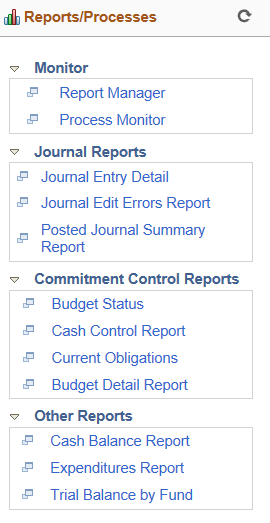 Reports/Processes
Monitor
Report Manager
Process Monitor
Journal Reports
Journal Entry Detail
Journal Edit Errors Report
Posted Journal Summary
Report
Commitment Control Reports
Budget Status
Cash Control Report
Current Obligations
Budget Detail Report
Other Reports
Cash Balance Report
Expenditures Report
Trial Balance by Fund